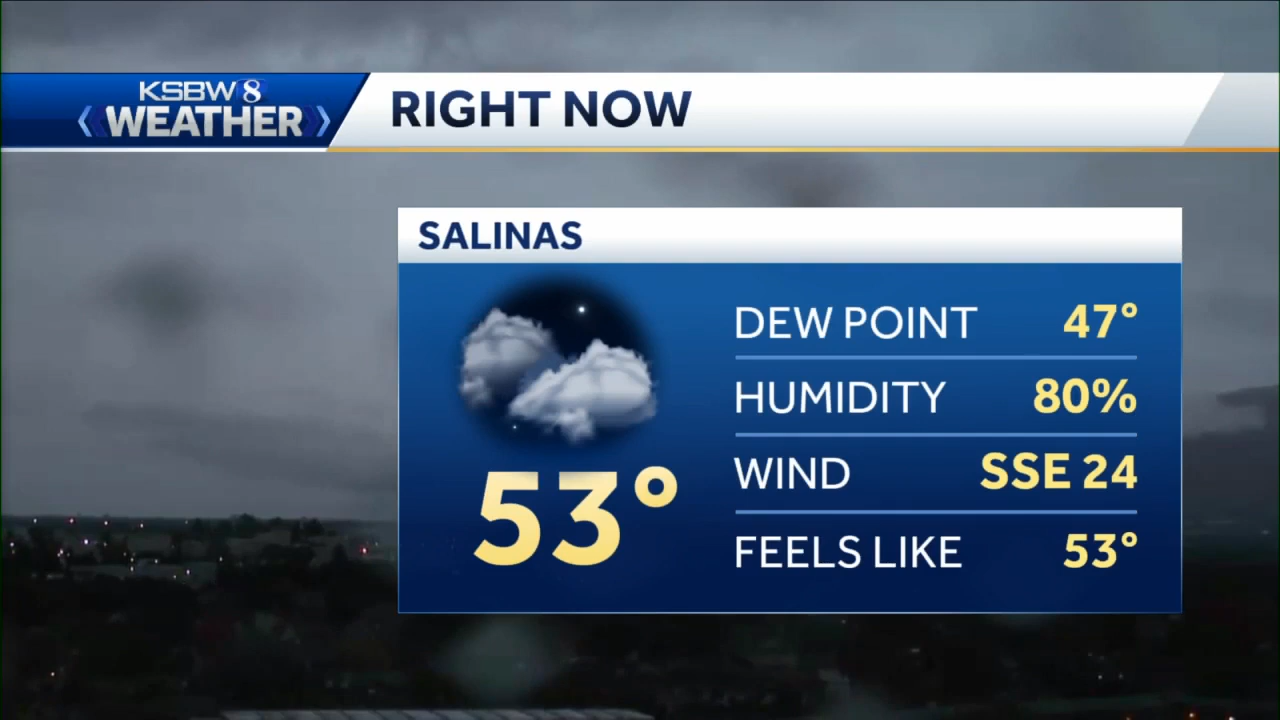 KSBW 8
WEATHER
RIGHT NOW
SALINAS
53°
DEW POINT 47°
HUMIDITY 80%
WIND SSE 24
FEELS LIKE 53°